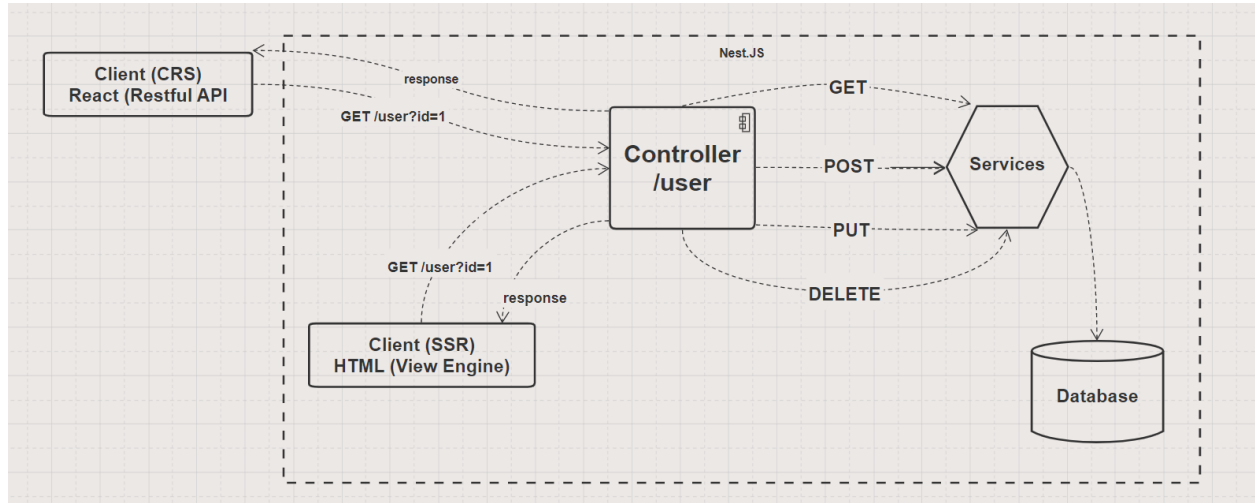 Nest.JS
Client (CRS)
React (Restful API
response
GET /user?id=1
Controller
/user
GET
POST
PUT
DELETE
Services
GET /user?id=1
response
Client (SSR)
HTML (View Engine)
Database